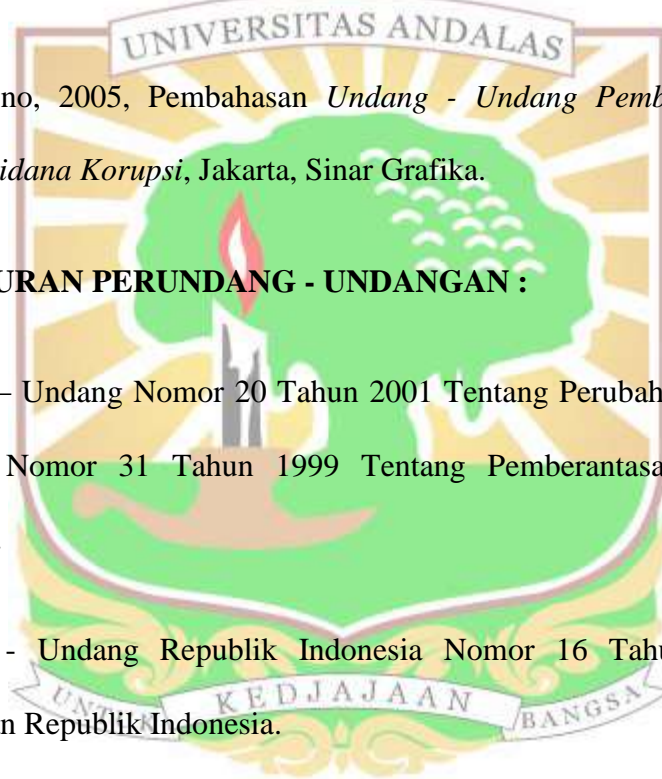 UNIVERSITAS ANDALAS
no, 2005, Pembahasan Undang - Undang Pemb
idana Korupsi, Jakarta, Sinar Grafika.
URAN PERUNDANG - UNDANGAN :
– Undang Nomor 20 Tahun 2001 Tentang Perubah
Nomor 31 Tahun 1999 Tentang Pemberantasa
- Undang Republik Indonesia Nomor 16 Tahu
n Republik Indonesia.
UNTUK KEDJAJAAN BANGSA